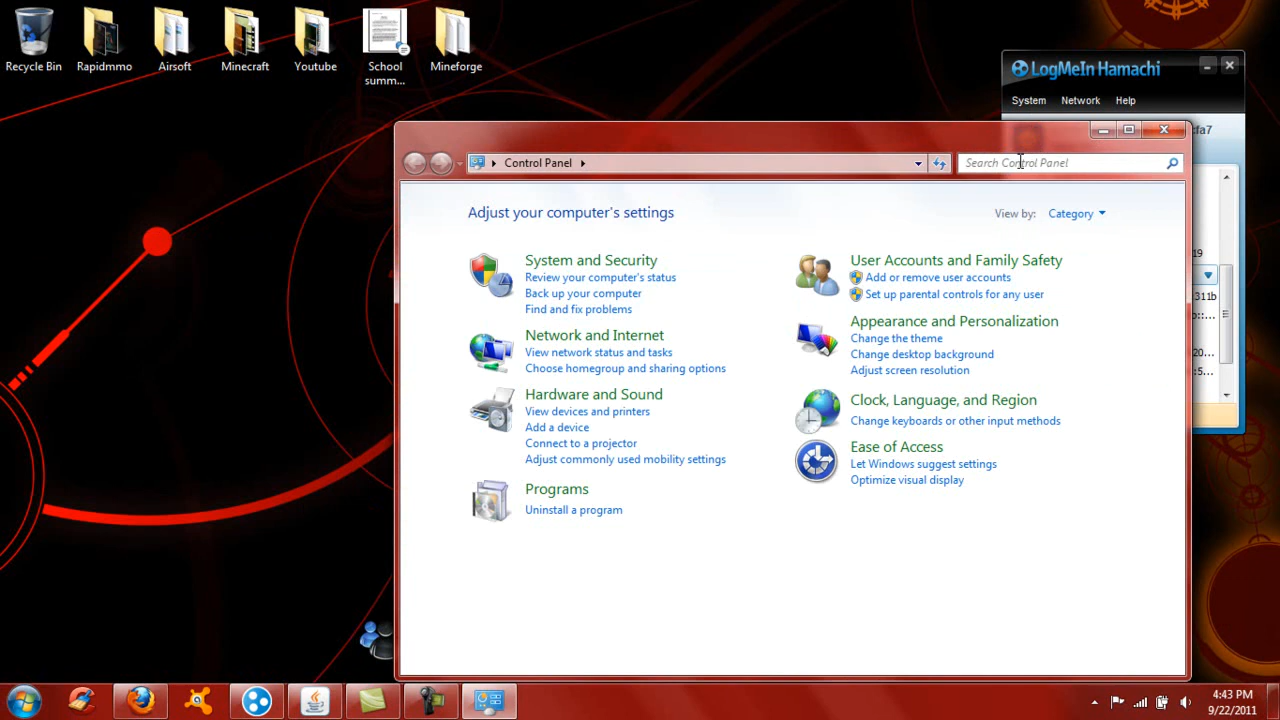 Recycle Bin
Rapidmmo
Airsoft
Minecraft
Youtube
School
summ...
Mineforge
LogMeIn Hamachi
System Network Help
cfa7
Control Panel
Search Control Panel
Adjust your computer's settings
View by: Category
System and Security
Review your computer's status
Back up your computer
Find and fix problems
Network and Internet
View network status and tasks
Choose homegroup and sharing options
Hardware and Sound
View devices and printers
Add a device
Connect to a projector
Adjust commonly used mobility settings
Programs
Uninstall a program
User Accounts and Family Safety
Add or remove user accounts
Set up parental controls for any user
Appearance and Personalization
Change the theme
Change desktop background
Adjust screen resolution
Clock, Language, and Region
Change keyboards or other input methods
Ease of Access
Let Windows suggest settings
Optimize visual display
19
311b
o::...
20...
:5...
4:43 PM
9/22/2011